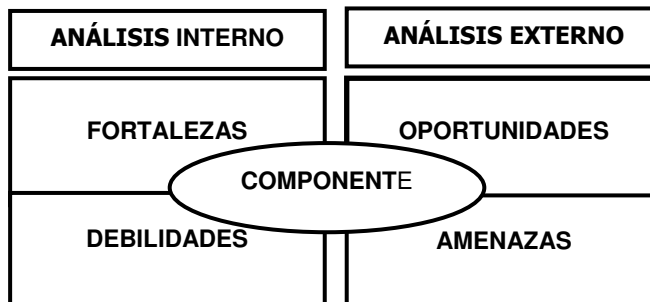 ANÁLISIS INTERNO
ANÁLISIS EXTERNO
FORTALEZAS
OPORTUNIDADES
COMPONENTE
DEBILIDADES
AMENAZAS